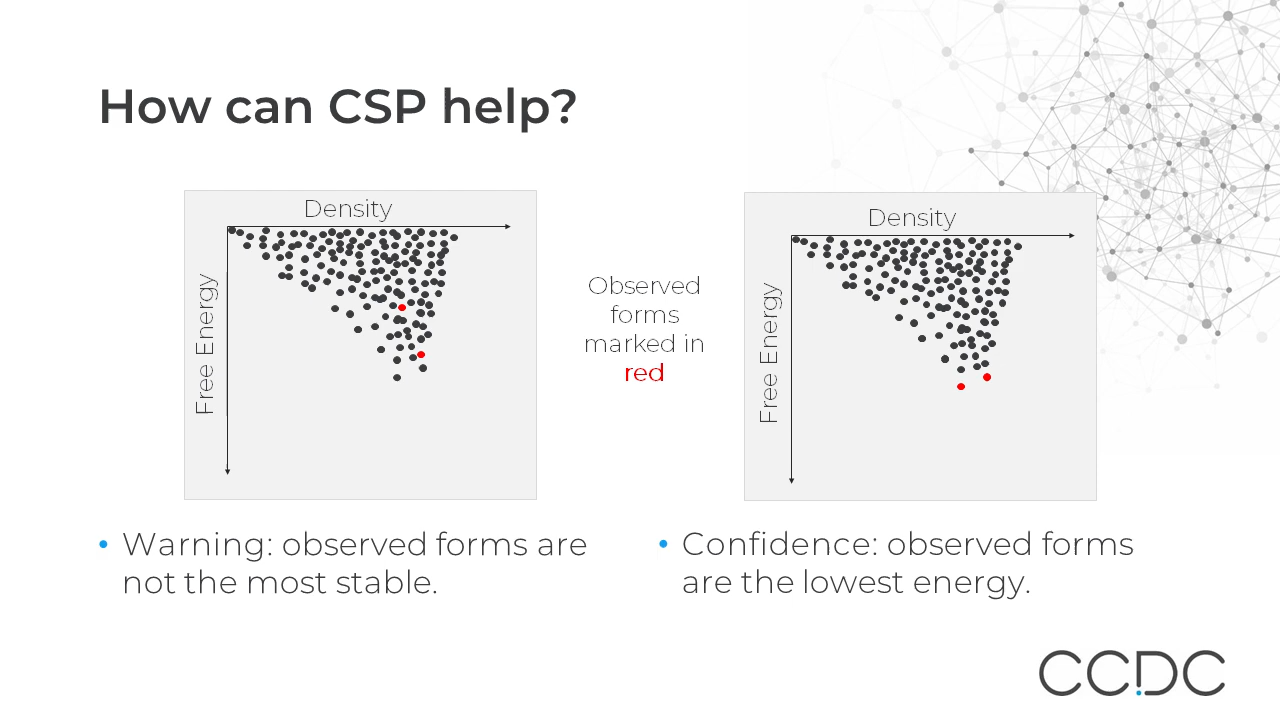 How can CSP help?
Density
Free Energy
Observed
forms
marked in
red
Density
Free Energy
• Warning: observed forms are
not the most stable.
• Confidence: observed forms
are the lowest energy.
CCDC